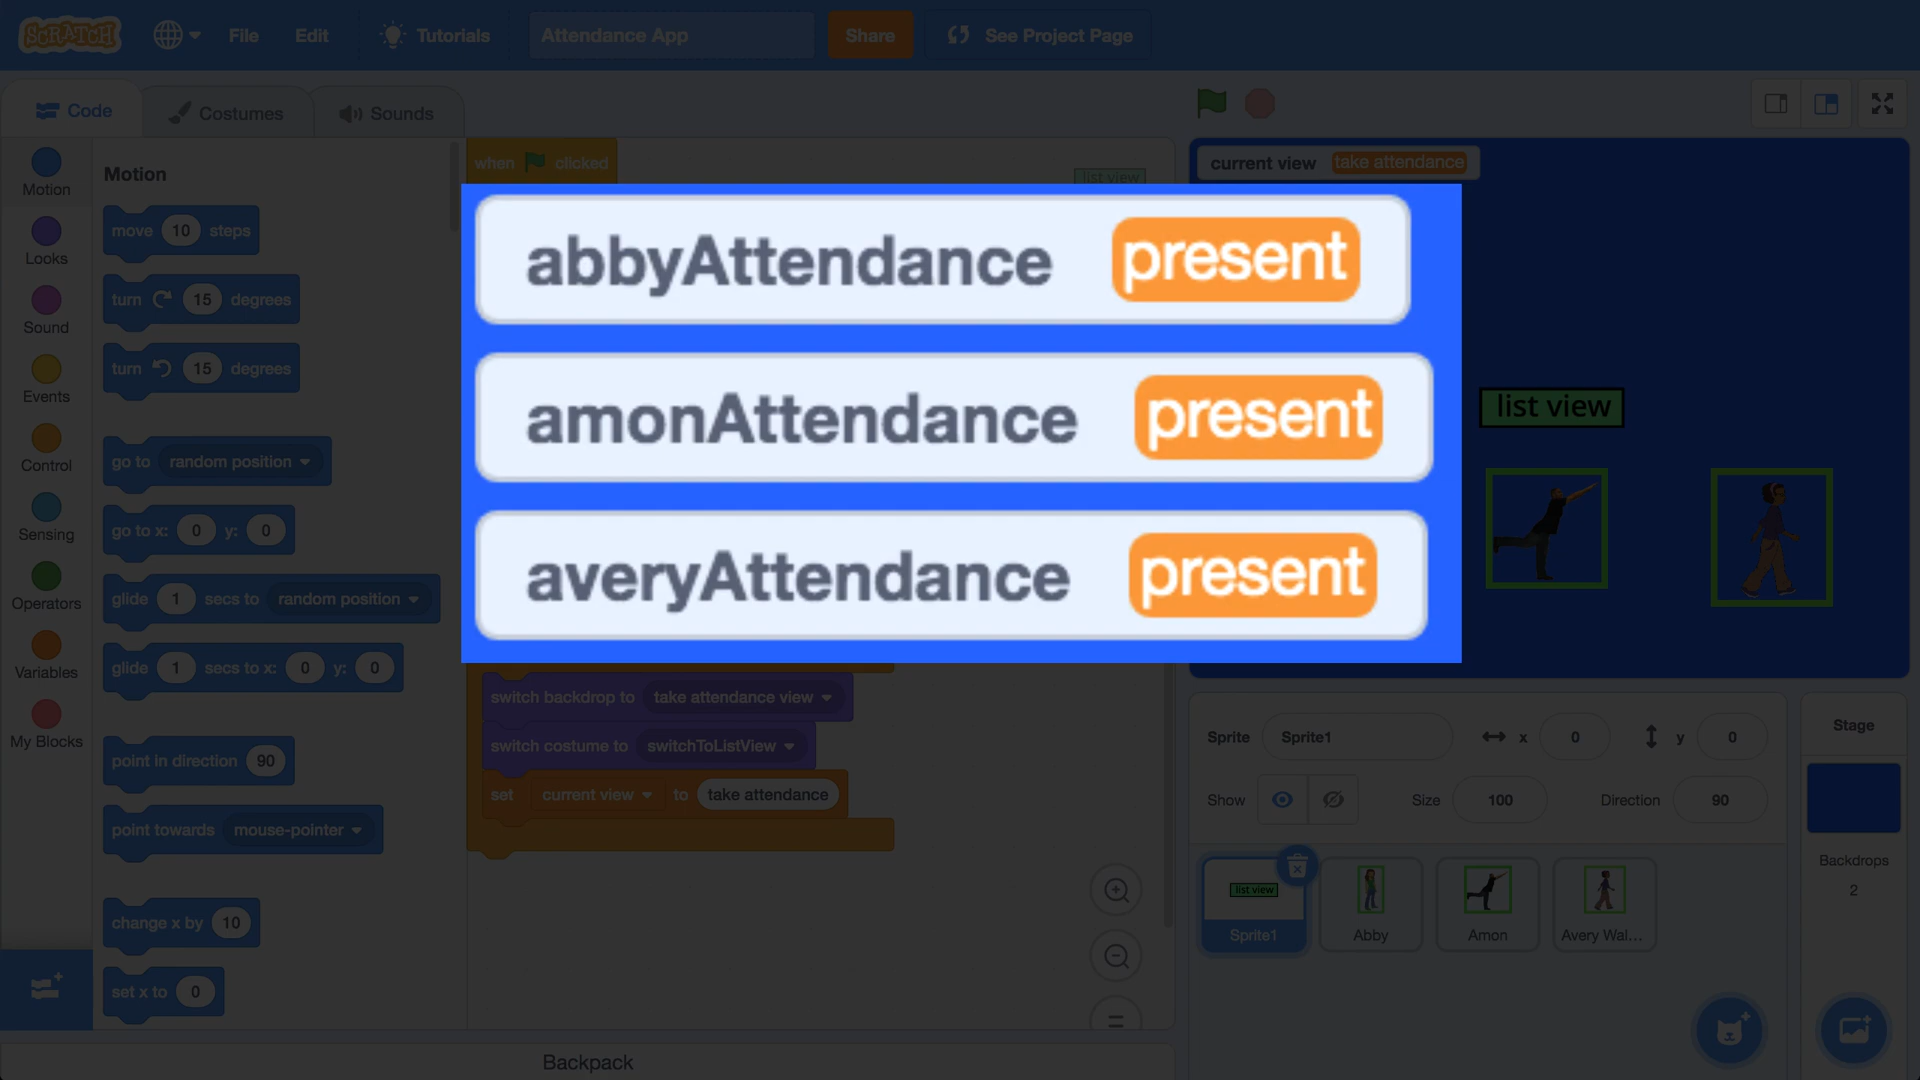 SCRATCH
File
Edit
Tutorials
Attendance App
Share
See Project Page
Code
Costumes
Sounds
Motion
Looks
Sound
Events
Control
Sensing
Operators
Variables
My Blocks
Motion
move 10 steps
turn 15 degrees
turn 15 degrees
go to random position
go to x: 0 y: 0
glide 1 secs to random position
glide 1 secs to x: 0 y: 0
point in direction 90
point towards mouse-pointer
change x by 10
set x to 0
when clicked
list view
abbyAttendance present
amonAttendance present
averyAttendance present
switch backdrop to take attendance view
switch costume to switchToListView
set current view to take attendance
Backpack
current view take attendance
list view
Sprite Sprite1 x 0 y 0
Show Size 100 Direction 90
list view
Sprite1
Abby
Amon
Avery Wal...
Stage
Backdrops
2